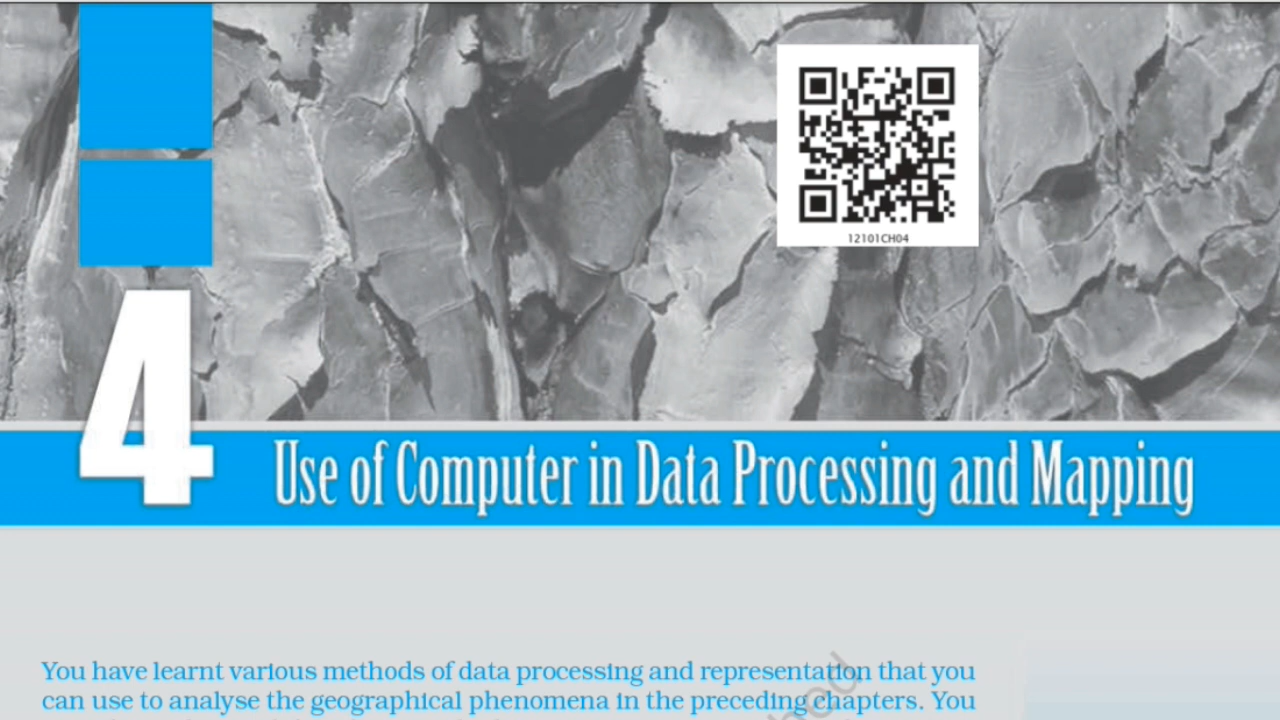 12101CH04
4
Use of Computer in Data Processing and Mapping
You have learnt various methods of data processing and representation that you
can use to analyse the geographical phenomena in the preceding chapters. You